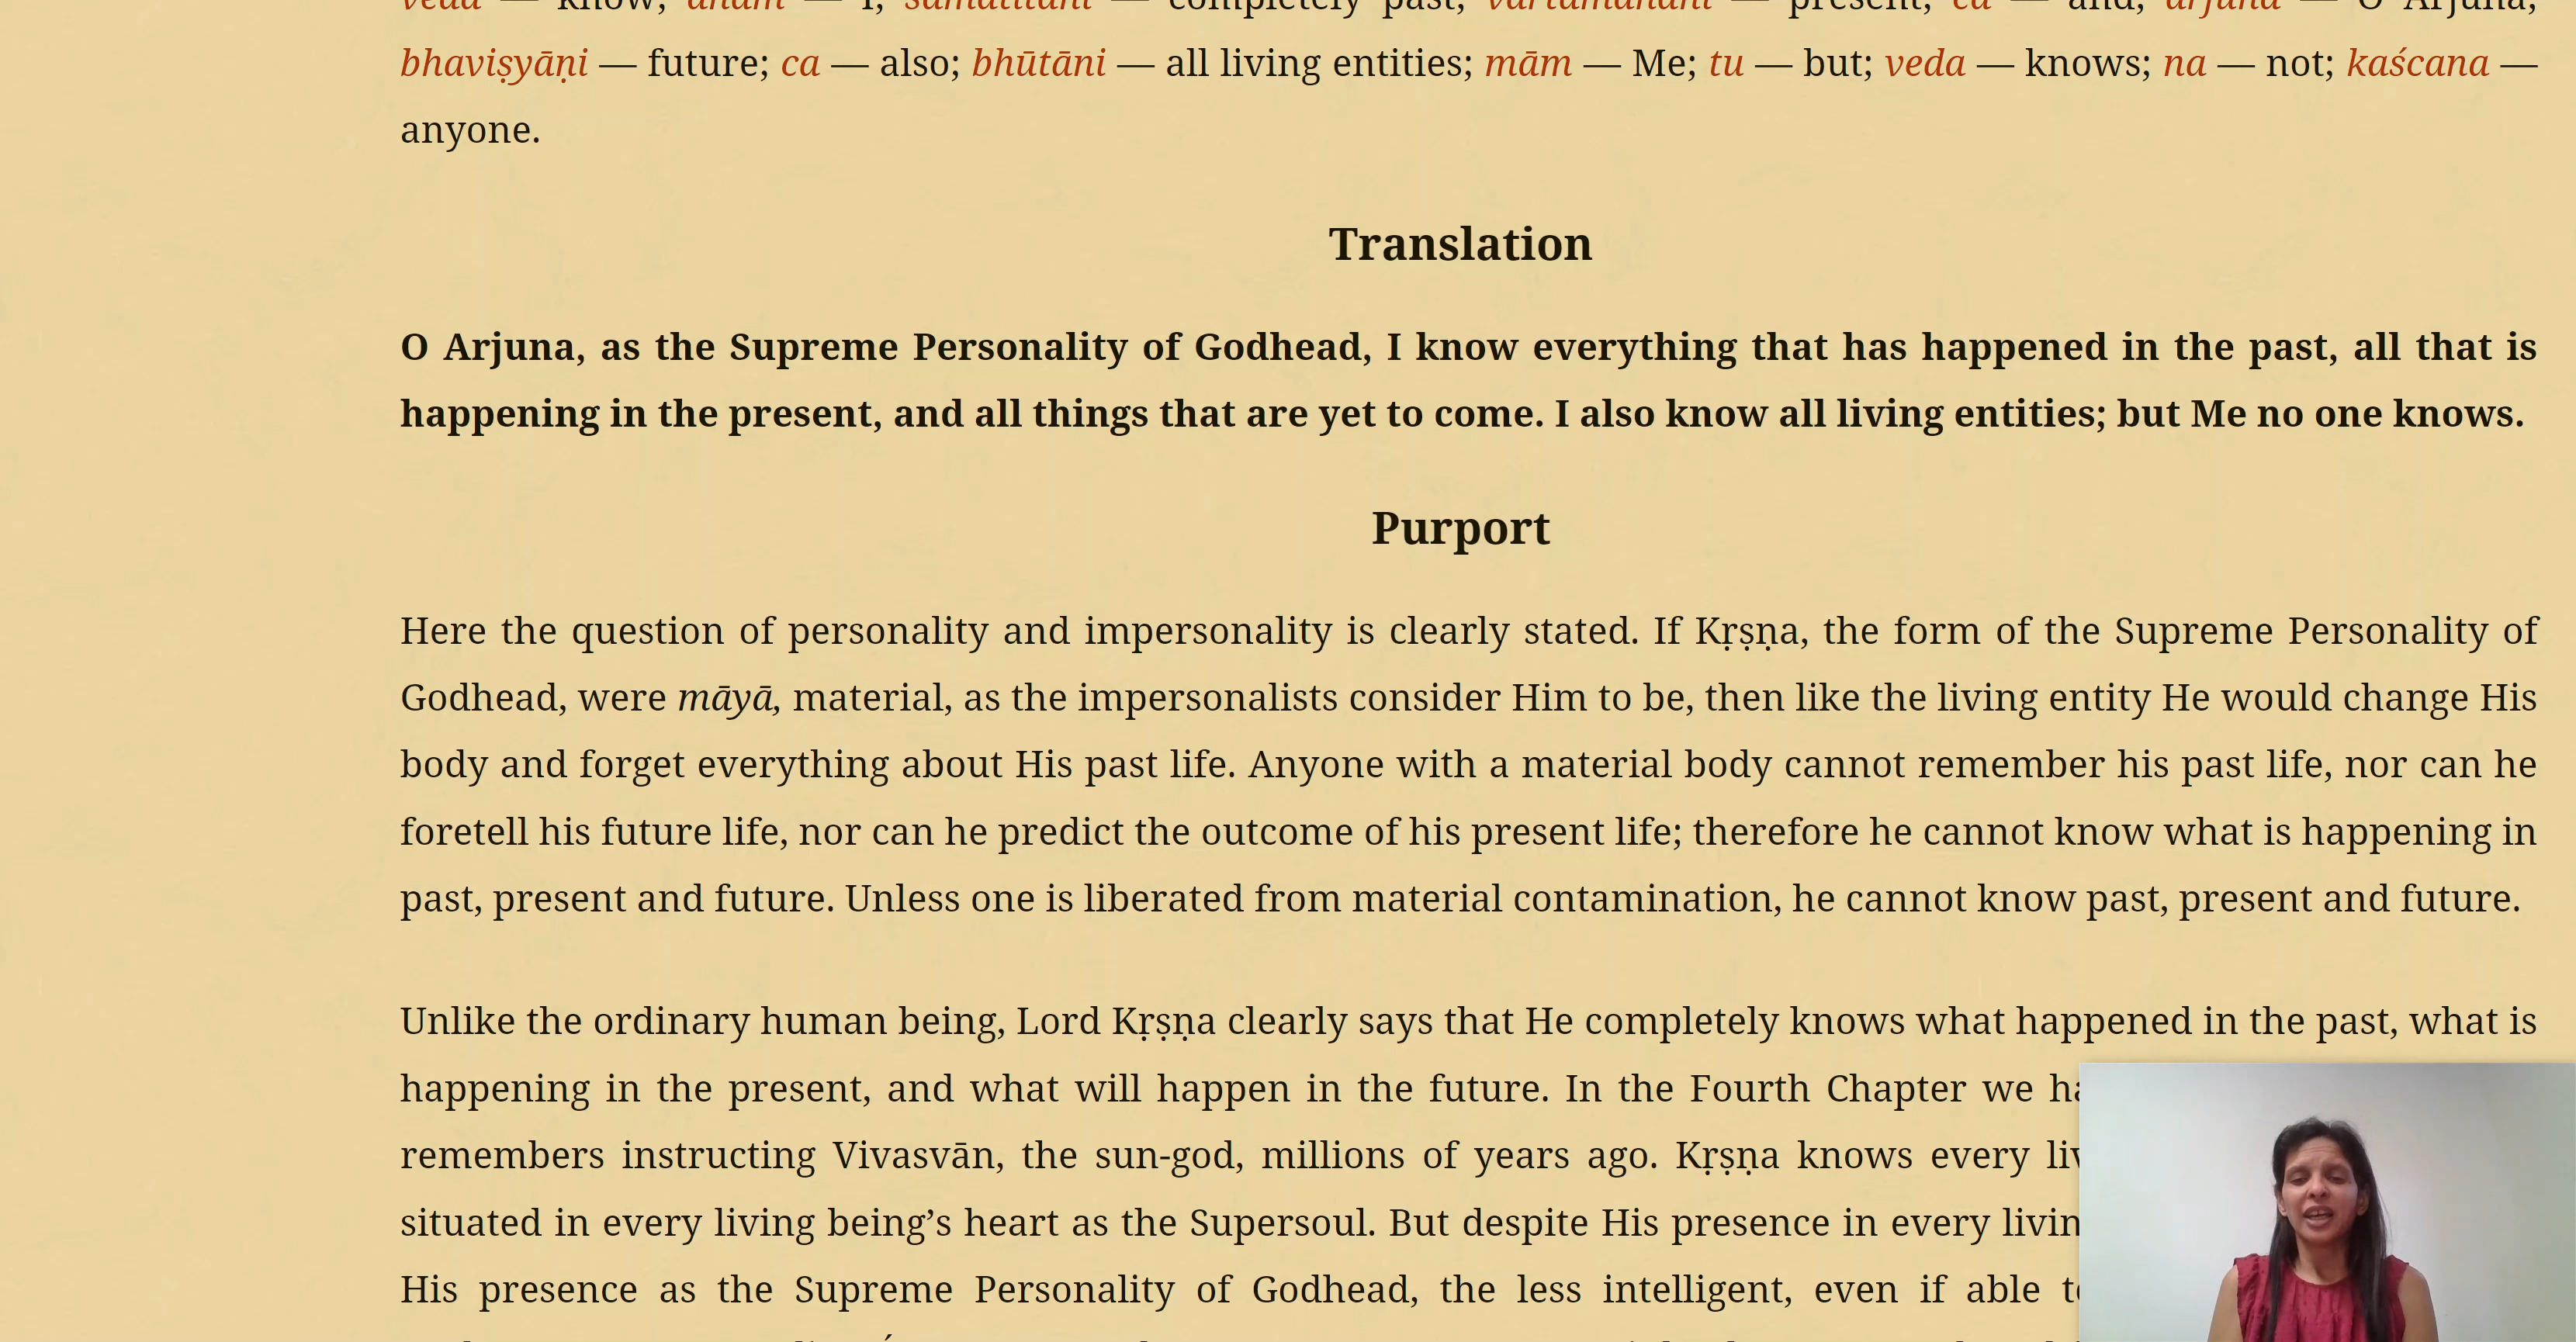 veda — know; ahaṁ — I; samatītāni — completely past; vartamānāni — present; ca — and; arjuna — O Arjuna;
bhaviṣyāṇi — future; ca — also; bhūtāni — all living entities; mām — Me; tu — but; veda — knows; na — not; kaścana —
anyone.
Translation
O Arjuna, as the Supreme Personality of Godhead, I know everything that has happened in the past, all that is
happening in the present, and all things that are yet to come. I also know all living entities; but Me no one knows.
Purport
Here the question of personality and impersonality is clearly stated. If Kṛṣṇa, the form of the Supreme Personality of
Godhead, were māyā, material, as the impersonalists consider Him to be, then like the living entity He would change His
body and forget everything about His past life. Anyone with a material body cannot remember his past life, nor can he
foretell his future life, nor can he predict the outcome of his present life; therefore he cannot know what is happening in
past, present and future. Unless one is liberated from material contamination, he cannot know past, present and future.
Unlike the ordinary human being, Lord Kṛṣṇa clearly says that He completely knows what happened in the past, what is
happening in the present, and what will happen in the future. In the Fourth Chapter we
remembers instructing Vivasvān, the sun-god, millions of years ago. Kṛṣṇa knows every
situated in every living being’s heart as the Supersoul. But despite His presence in every
His presence as the Supreme Personality of Godhead, the less intelligent, even if able